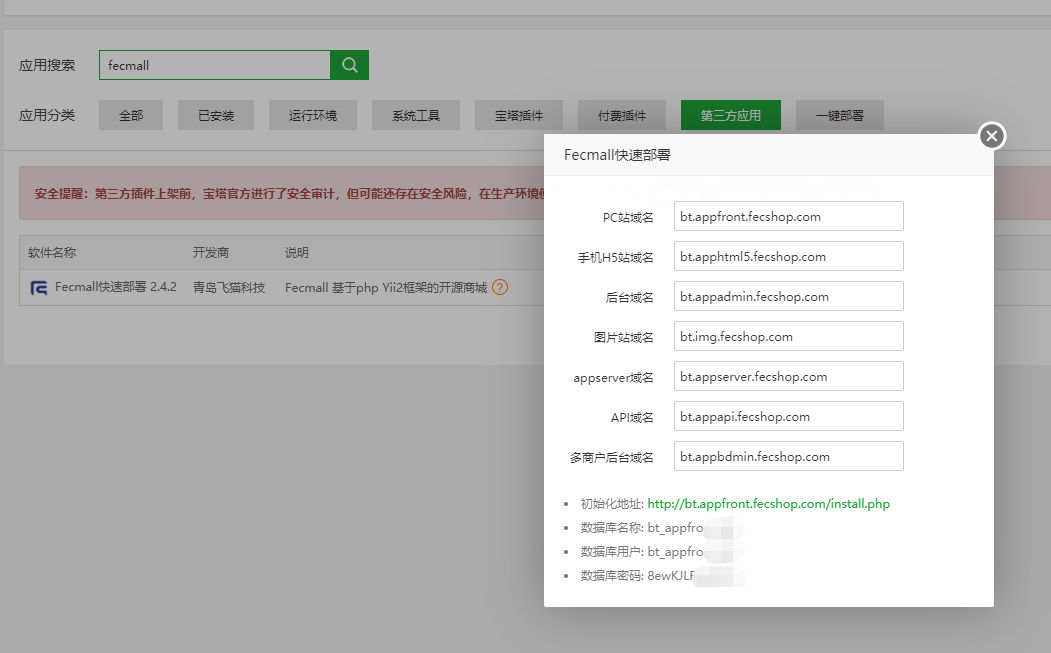 应用搜索 fecmall
应用分类 全部 已安装 运行环境 系统工具 宝塔插件 付费插件 第三方应用 一键部署
安全提醒：第三方插件上架前，宝塔官方进行了安全审计，但可能还存在安全风险，在生产环境
软件名称 开发商 说明
Fecmall快速部署 2.4.2 青岛飞猫科技 Fecmall 基于php Yii2框架的开源商城 ?
Fecmall快速部署
PC站域名 bt.appfront.fecshop.com
手机H5站域名 bt.apphtml5.fecshop.com
后台域名 bt.appadmin.fecshop.com
图片站域名 bt.img.fecshop.com
appserver域名 bt.appserver.fecshop.com
API域名 bt.appapi.fecshop.com
多商户后台域名 bt.appbdmin.fecshop.com
初始化地址: http://bt.appfront.fecshop.com/install.php
数据库名称: bt_appfro
数据库用户: bt_appfro
数据库密码: 8ewKJLF